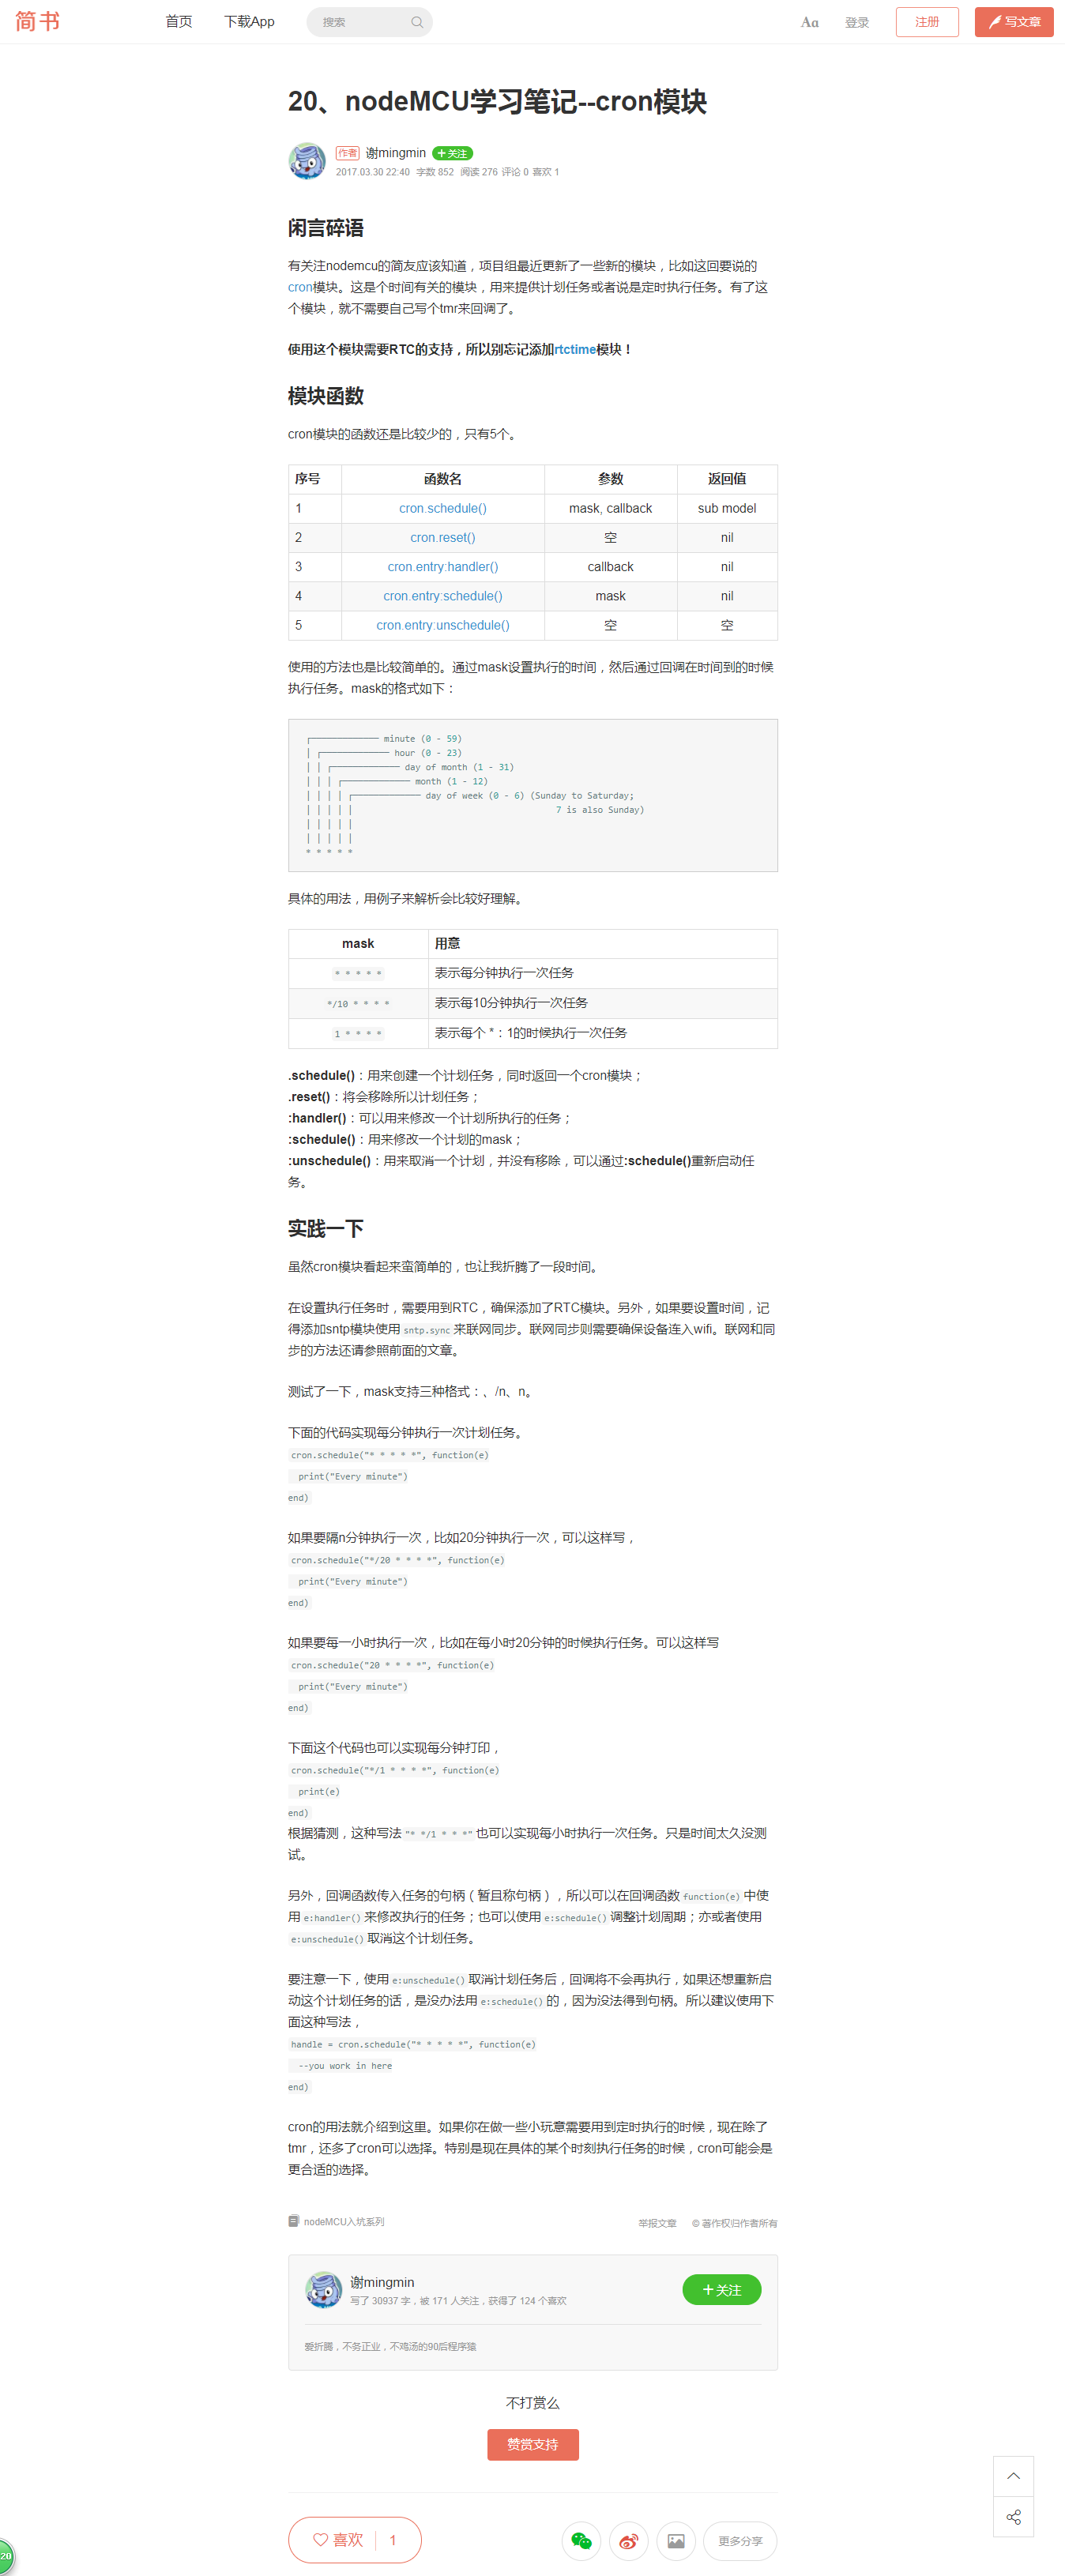 简书 首页 下载App 搜索 Aa 登录 注册 写文章
20、nodeMCU学习笔记--cron模块
作者 谢mingmin +关注
2017.03.30 22:40 字数 852 阅读 276 评论 0 喜欢 1
闲言碎语
有关注nodemcu的简友应该知道，项目组最近更新了一些新的模块，比如这回要说的
cron模块。这是个时间有关的模块，用来提供计划任务或者说是定时执行任务。有了这
个模块，就不需要自己写个tmr来回调了。
使用这个模块需要RTC的支持，所以别忘记添加rtctime模块！
模块函数
cron模块的函数还是比较少的，只有5个。
序号 函数名 参数 返回值
1 cron.schedule() mask, callback sub model
2 cron.reset() 空 nil
3 cron.entry:handler() callback nil
4 cron.entry:schedule() mask nil
5 cron.entry:unschedule() 空 空
使用的方法也是比较简单的。通过mask设置执行的时间，然后通过回调在时间到的时候
执行任务。mask的格式如下：
┌───────────── minute (0 - 59)
│ ┌───────────── hour (0 - 23)
│ │ ┌───────────── day of month (1 - 31)
│ │ │ ┌───────────── month (1 - 12)
│ │ │ │ ┌───────────── day of week (0 - 6) (Sunday to Saturday;
│ │ │ │ │ 7 is also Sunday)
│ │ │ │ │
│ │ │ │ │
* * * * *
具体的用法，用例子来解析会比较好理解。
mask 用意
* * * * * 表示每分钟执行一次任务
*/10 * * * * 表示每10分钟执行一次任务
1 * * * * 表示每个 *：1的时候执行一次任务
.schedule()：用来创建一个计划任务，同时返回一个cron模块；
.reset()：将会移除所以计划任务；
:handler()：可以用来修改一个计划所执行的任务；
:schedule()：用来修改一个计划的mask；
:unschedule()：用来取消一个计划，并没有移除，可以通过:schedule()重新启动任
务。
实践一下
虽然cron模块看起来蛮简单的，也让我折腾了一段时间。
在设置执行任务时，需要用到RTC，确保添加了RTC模块。另外，如果要设置时间，记
得添加sntp模块使用 sntp.sync 来联网同步。联网同步则需要确保设备连入wifi。联网和同
步的方法还请参照前面的文章。
测试了一下，mask支持三种格式：、/n、n。
下面的代码实现每分钟执行一次计划任务。
cron.schedule("* * * * *", function(e)
print("Every minute")
end)
如果要隔n分钟执行一次，比如20分钟执行一次，可以这样写，
cron.schedule("*/20 * * * *", function(e)
print("Every minute")
end)
如果要每一小时执行一次，比如在每小时20分钟的时候执行任务。可以这样写
cron.schedule("20 * * * *", function(e)
print("Every minute")
end)
下面这个代码也可以实现每分钟打印，
cron.schedule("*/1 * * * *", function(e)
print(e)
end)
根据猜测，这种写法 "* */1 * * *" 也可以实现每小时执行一次任务。只是时间太久没测
试。
另外，回调函数传入任务的句柄（暂且称句柄），所以可以在回调函数 function(e) 中使
用 e:handler() 来修改执行的任务；也可以使用 e:schedule() 调整计划周期；亦或者使用
e:unschedule() 取消这个计划任务。
要注意一下，使用 e:unschedule() 取消计划任务后，回调将不会再执行，如果还想重新启
动这个计划任务的话，是没办法用 e:schedule() 的，因为没法得到句柄。所以建议使用下
面这种写法，
handle = cron.schedule("* * * * *", function(e)
--you work in here
end)
cron的用法就介绍到这里。如果你在做一些小玩意需要用到定时执行的时候，现在除了
tmr，还多了cron可以选择。特别是现在具体的某个时刻执行任务的时候，cron可能会是
更合适的选择。
nodeMCU入坑系列 举报文章 © 著作权归作者所有
谢mingmin +关注
写了 30937 字，被 171 人关注，获得了 124 个喜欢
爱折腾，不务正业，不鸡汤的90后程序猿
不打赏么
赞赏支持
喜欢 1 更多分享
20